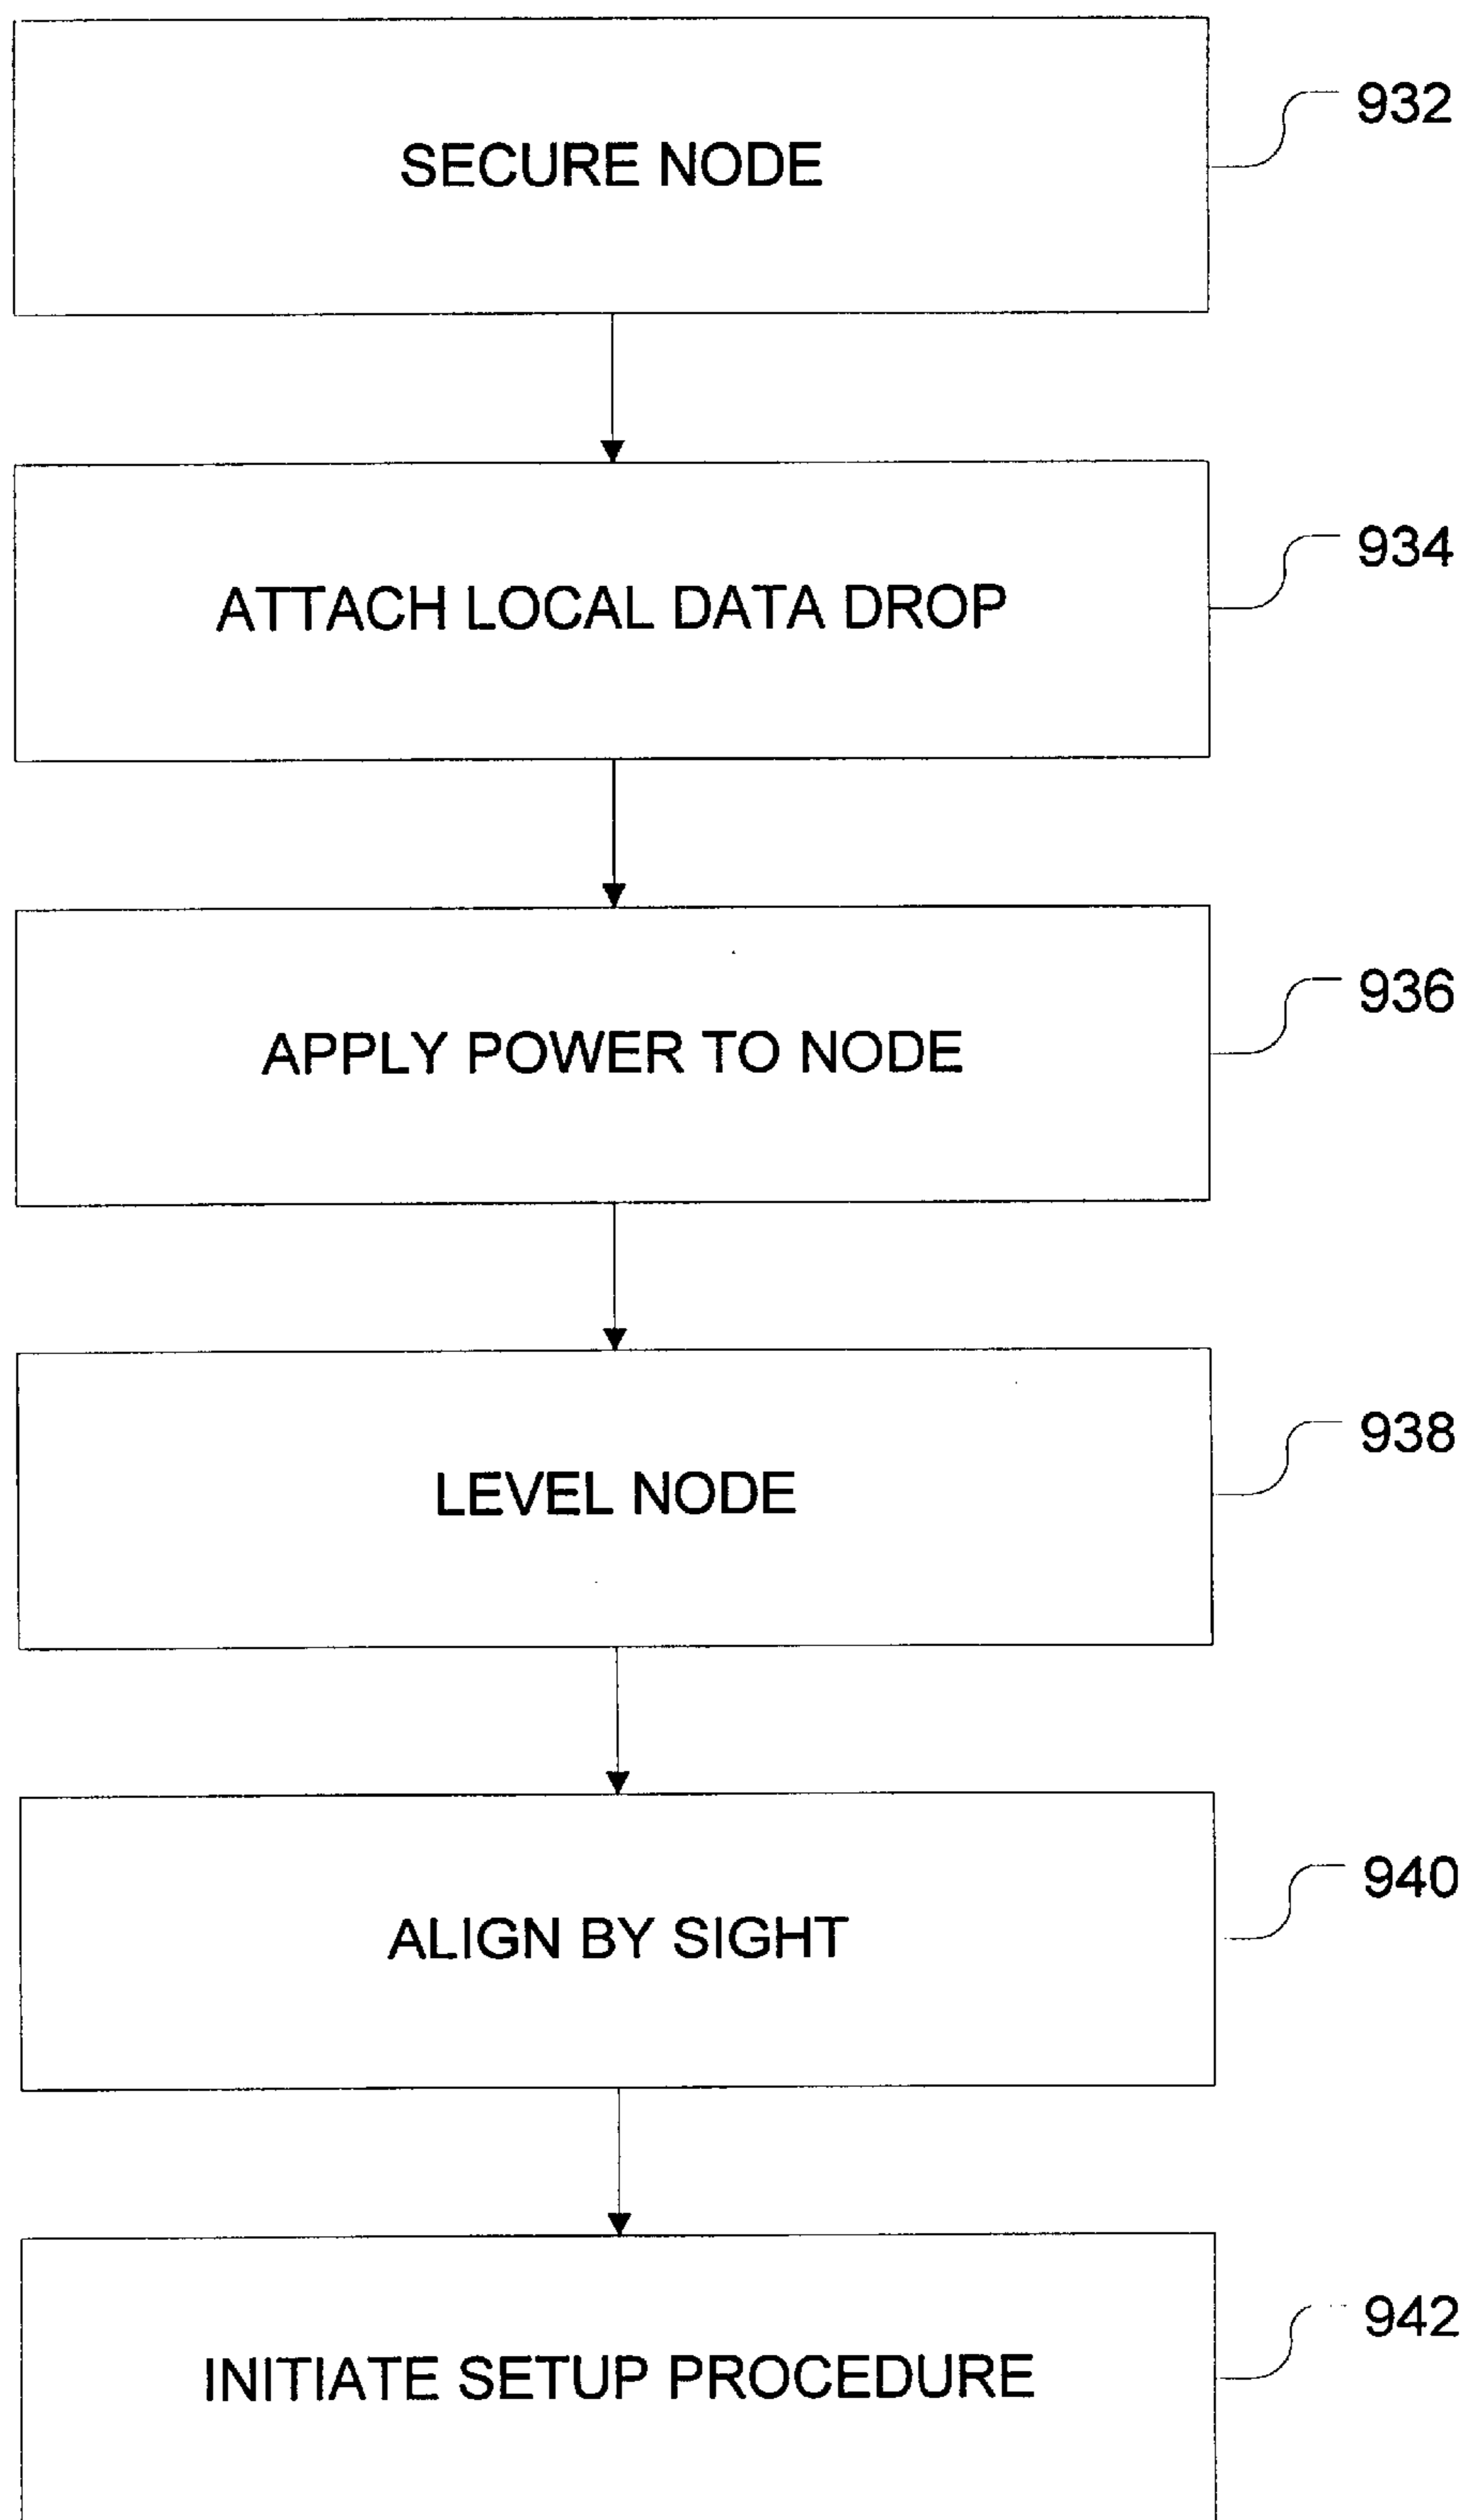 SECURE NODE
932
ATTACH LOCAL DATA DROP
934
APPLY POWER TO NODE
936
LEVEL NODE
938
ALIGN BY SIGHT
940
INITIATE SETUP PROCEDURE
942